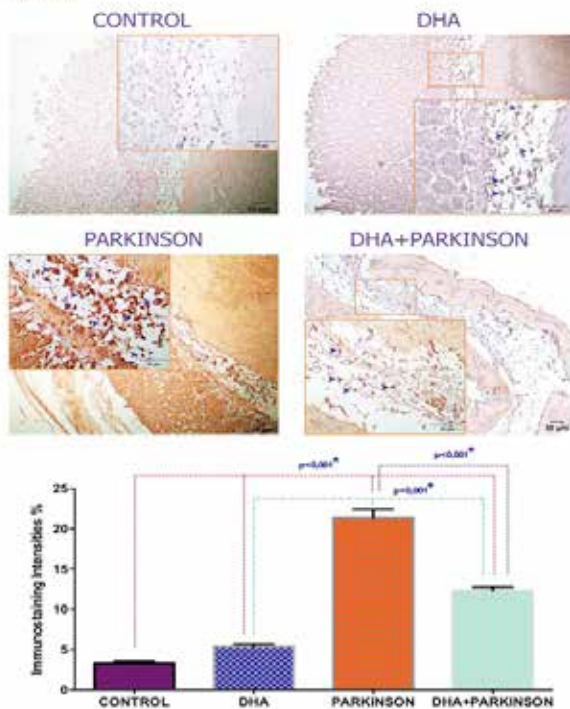 CONTROL
DHA
PARKINSON
DHA+PARKINSON
p<0,001*
p<0,001*
p<0,001*
Immunostaining Intensities %
25
20
15
10
5
0
CONTROL
DHA
PARKINSON
DHA+PARKINSON